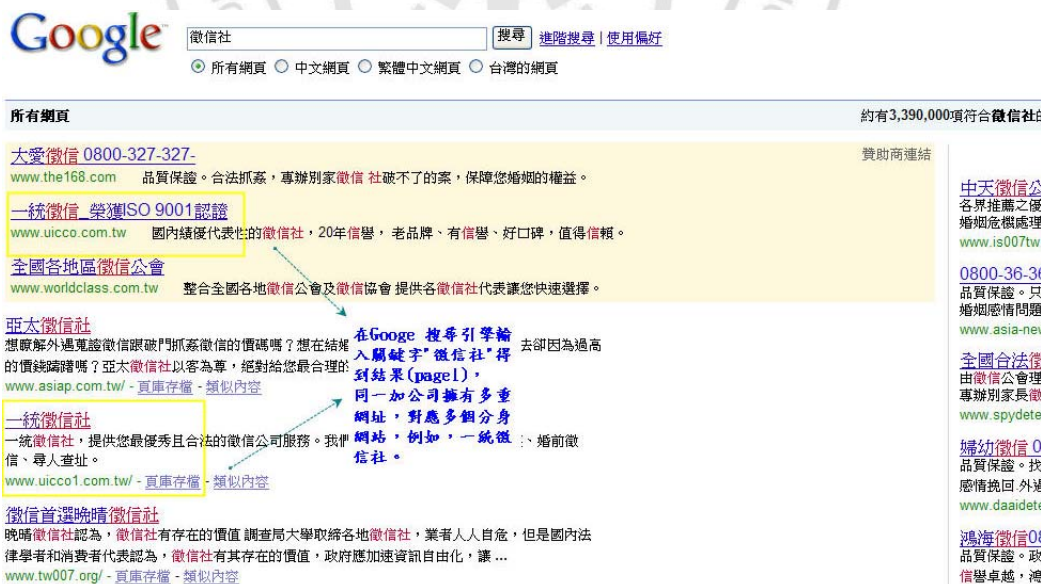 Google
徵信社
搜尋
進階搜尋 | 使用偏好
所有網頁 中文網頁 繁體中文網頁 台灣的網頁
所有網頁
約有3,390,000項符合徵信社的
大愛徵信 0800-327-327-
贊助商連結
www.the168.com 品質保證。合法抓姦，專辦別家徵信 社破不了的案，保障您婚姻的權益。
一統徵信_榮獲ISO 9001認證
www.uicco.com.tw 國內績優代表性的徵信社，20年信譽， 老品牌、有信譽、好口碑，值得信賴。
全國各地區徵信公會
www.worldclass.com.tw 整合全國各地徵信公會及徵信協會 提供各徵信社代表讓您快速選擇。
亞太徵信社
想瞭解外遇蒐證徵信跟破門抓姦徵信的價碼嗎？想在結婚
去卻因為過高
的價錢躊躇嗎？亞太徵信社以客為尊，絕對給您最合理的
www.asiap.com.tw/ - 頁庫存檔 - 類似內容
一統徵信社
一統徵信社，提供您最優秀且合法的徵信公司服務。我們
、婚前徵
信、尋人查址。
www.uicco1.com.tw/ - 頁庫存檔 - 類似內容
徵信首選晚晴徵信社
晚晴徵信社認為，徵信社有存在的價值 調查局大舉取締各地徵信社，業者人人自危，但是國內法
律學者和消費者代表認為，徵信社有其存在的價值，政府應加速資訊自由化，讓 ...
www.tw007.org/ - 頁庫存檔 - 類似內容
在Googe 搜尋引擎輸
入關鍵字"徵信社"得
到結果(page1)，
同一加公司擁有多重
網址，對應多個分身
網站，例如，一統徵
信社。
中天徵信公
各界推薦之優
婚姻危機處理
www.is007tw
0800-36-36
品質保證。只
婚姻感情問題
www.asia-new
全國合法徵
由徵信公會理
專辦別家長徵
www.spydete
婦幼徵信 0
品質保證。找
感情挽回.外遇
www.daaidete
鴻海徵信08
品質保證。政
信譽卓越，鴻